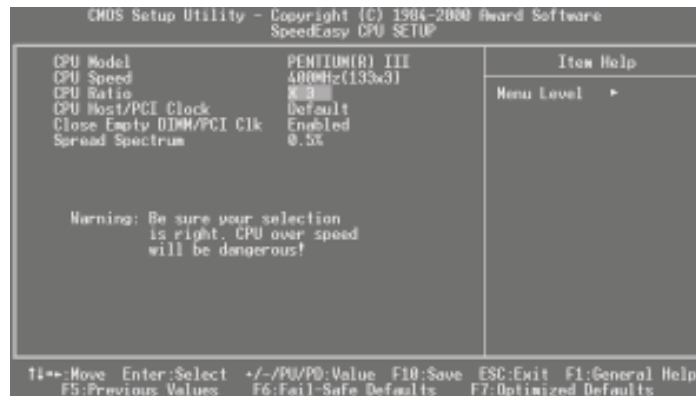 CMOS Setup Utility - Copyright (C) 1984-2000 Award Software
SpeedEasy CPU SETUP
CPU Model PENTIUM(R) III
CPU Speed 400MHz(133x3)
CPU Ratio X 3
CPU Host/PCI Clock Default
Close Empty DIMM/PCI Clk Enabled
Spread Spectrum 0.5%
Warning: Be sure your selection
is right. CPU over speed
will be dangerous!
Item Help
Menu Level ►
↑↓→←:Move Enter:Select +/-/PU/PD:Value F10:Save ESC:Exit F1:General Help
F5:Previous Values F6:Fail-Safe Defaults F7:Optimized Defaults